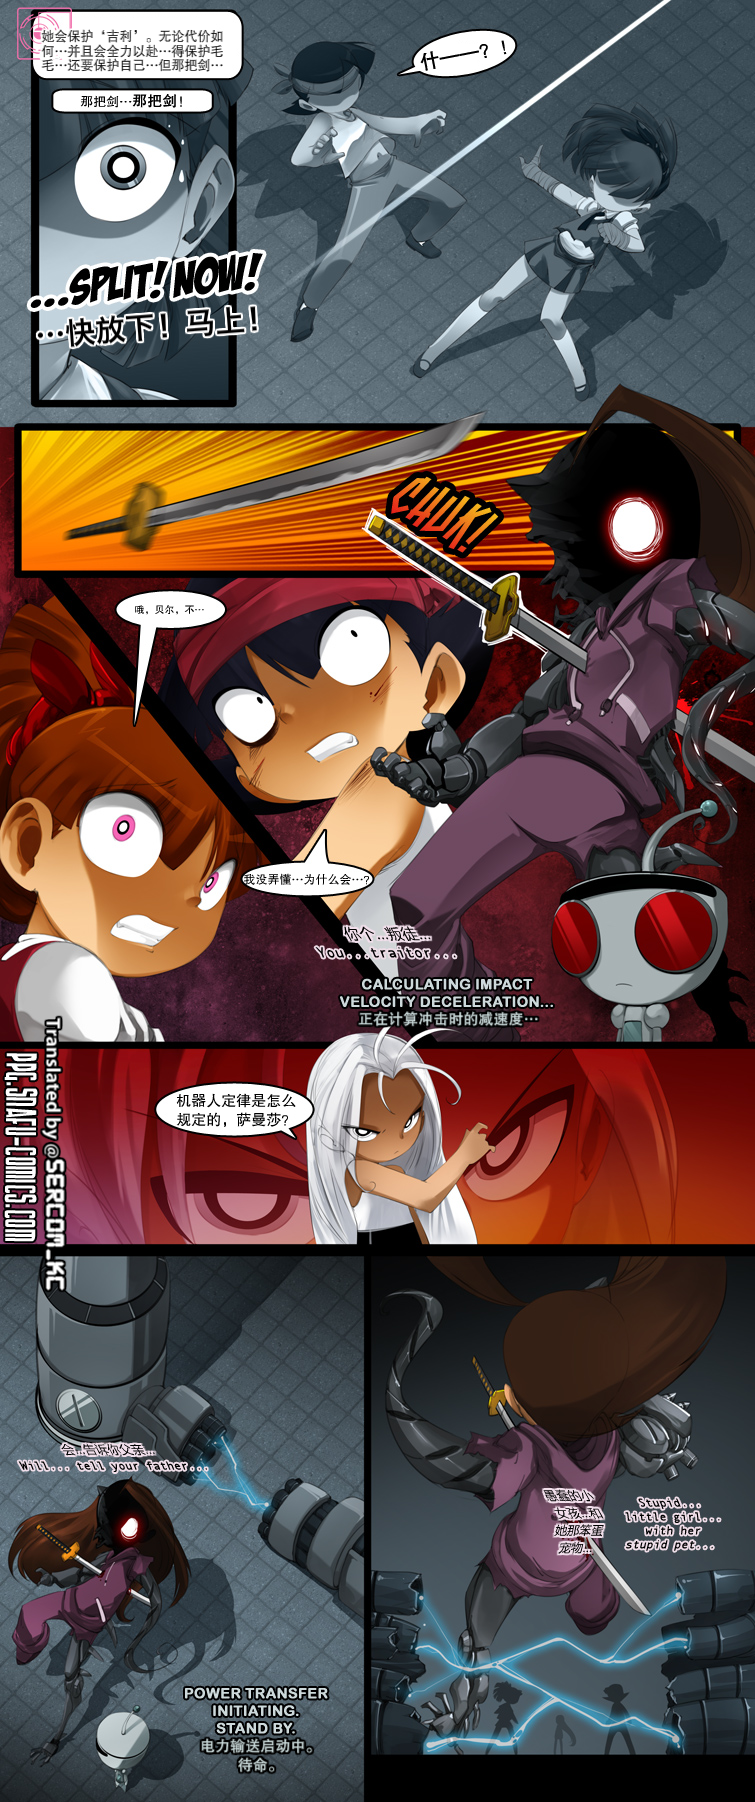 她会保护‘吉利’。无论代价如
何…并且会全力以赴…得保护毛
毛…还要保护自己…但那把剑…
那把剑…那把剑！
什——？！
...SPLIT! NOW!
…快放下！马上！
CHUK!
哦，贝尔，不…
我没弄懂…为什么会…?
你个...叛徒...
You...traitor...
CALCULATING IMPACT
VELOCITY DECELERATION...
正在计算冲击时的减速度…
Translated by @SERCOM_KC
PPG.SNAFU-COMICS.COM
机器人定律是怎么
规定的，萨曼莎?
会...告诉你父亲...
Will... tell your father...
愚蠢的小
女孩...和
她那笨蛋
宠物...
Stupid...
little girl...
with her
stupid pet...
POWER TRANSFER
INITIATING.
STAND BY.
电力输送启动中。
待命。